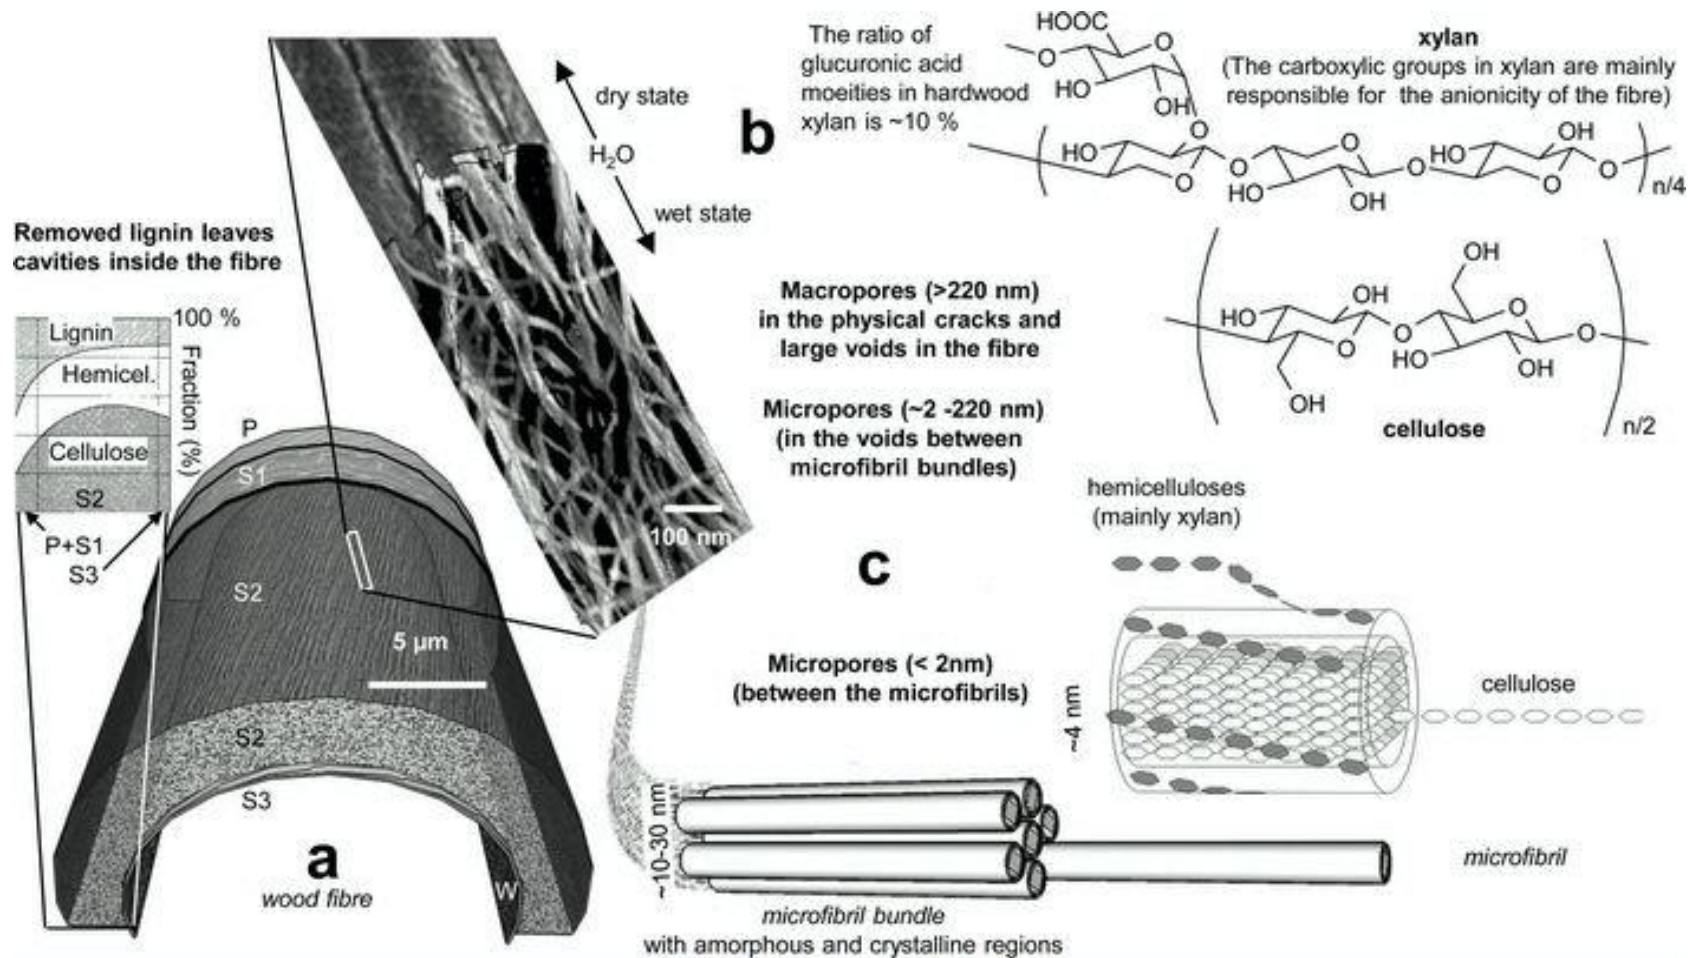 The ratio of
glucuronic acid
moeities in hardwood
xylan is ~10 %
HOOC
O
O
HO
OH
O
xylan
(The carboxylic groups in xylan are mainly
responsible for the anionicity of the fibre)
b
HO
O
O
O
HO
OH
O
HO
OH
O
O
n/4
dry state
H₂O
wet state
Removed lignin leaves
cavities inside the fibre
100 %
Fraction (%)
Lignin
Hemicel.
Cellulose
S2
P+S1
S3
P
S1
S2
5 µm
S2
S3
W
a
wood fibre
100 nm
Macropores (>220 nm)
in the physical cracks and
large voids in the fibre
Micropores (~2 -220 nm)
(in the voids between
microfibril bundles)
OH
OH
HO
O
O
O
HO
OH
O
OH
n/2
cellulose
c
hemicelluloses
(mainly xylan)
Micropores (< 2nm)
(between the microfibrils)
~4 nm
cellulose
~10-30 nm
microfibril
microfibril bundle
with amorphous and crystalline regions